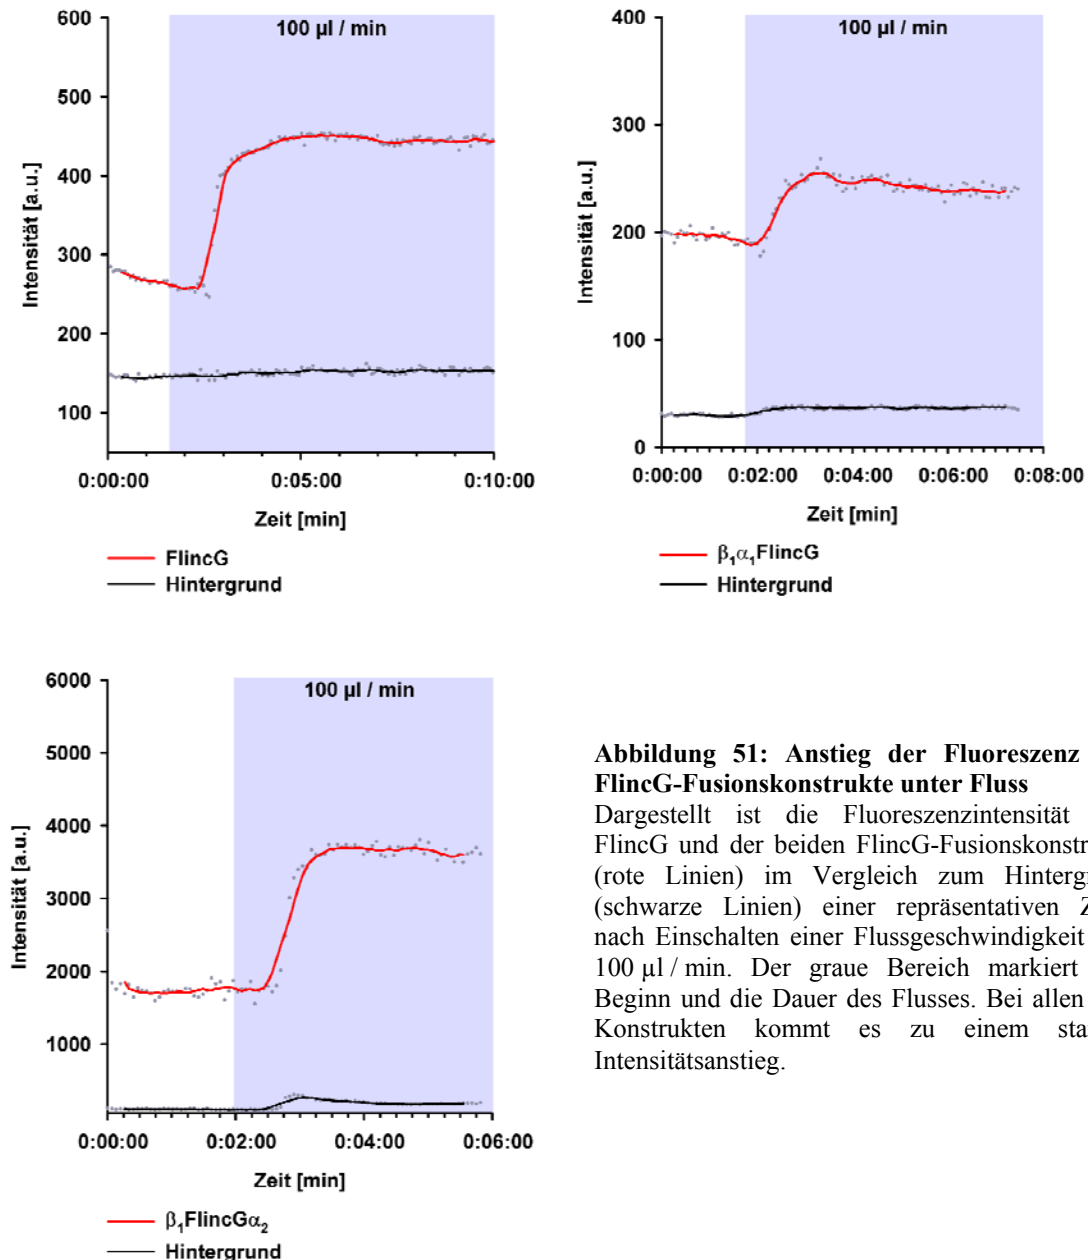 600
500
400
300
200
100
Intensität [a.u.]
100 µl / min
0:00:00
0:05:00
0:10:00
Zeit [min]
FlincG
Hintergrund
400
300
200
100
0
Intensität [a.u.]
100 µl / min
0:00:00
0:02:00
0:04:00
0:06:00
0:08:00
Zeit [min]
β₁α₁FlincG
Hintergrund
6000
5000
4000
3000
2000
1000
Intensität [a.u.]
100 µl / min
0:00:00
0:02:00
0:04:00
0:06:00
Zeit [min]
β₁FlincGα₂
Hintergrund
Abbildung 51: Anstieg der Fluoreszenz
FlincG-Fusionskonstrukte unter Fluss
Dargestellt ist die Fluoreszenzintensität
FlincG und der beiden FlincG-Fusionskonstr
(rote Linien) im Vergleich zum Hintergr
(schwarze Linien) einer repräsentativen Z
nach Einschalten einer Flussgeschwindigkeit
100 µl / min. Der graue Bereich markiert
Beginn und die Dauer des Flusses. Bei allen
Konstrukten kommt es zu einem sta
Intensitätsanstieg.